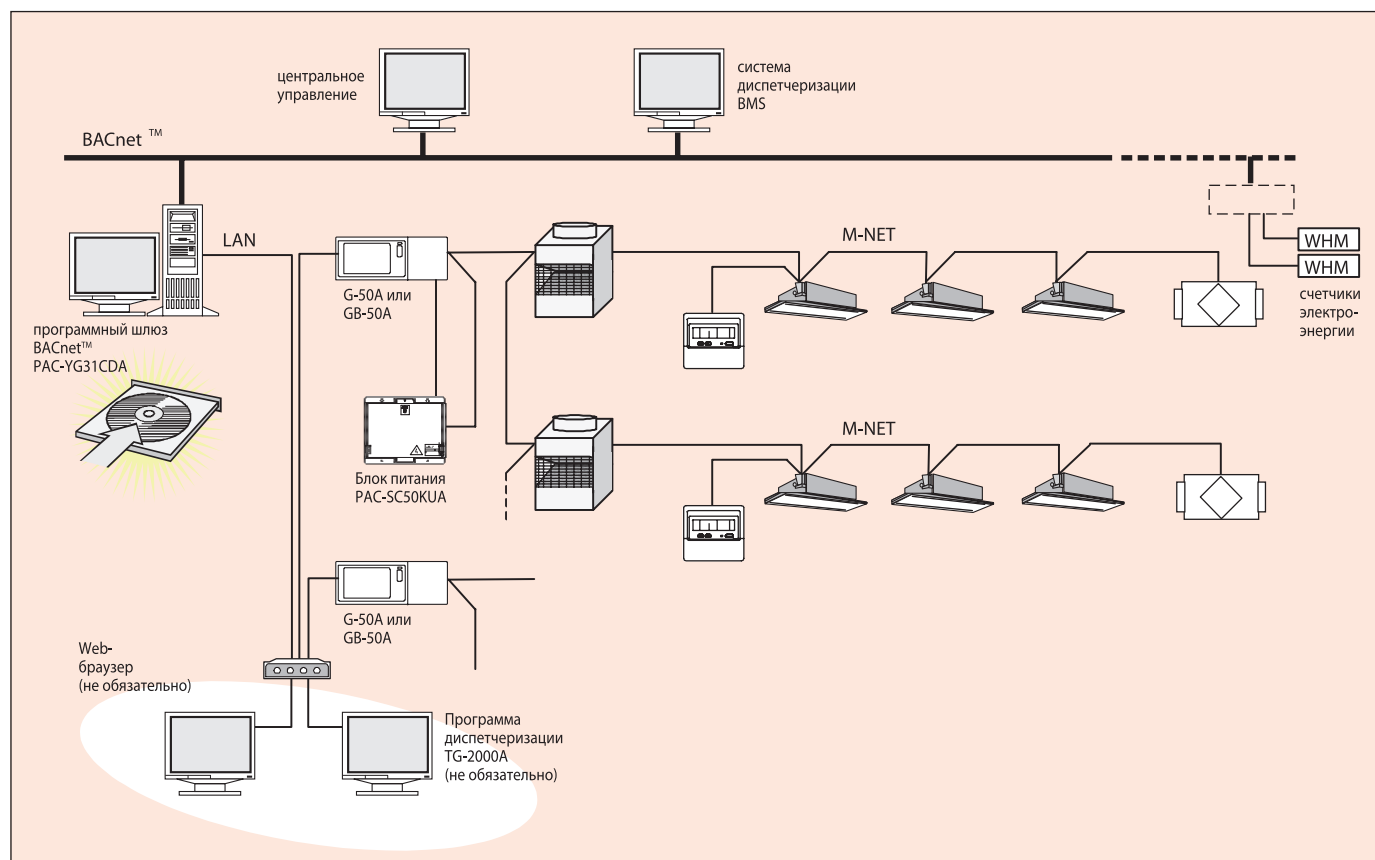 центральное
управление
система
диспетчеризации
BMS
BACnet ™
LAN
M-NET
WHM
WHM
счетчики
электро-
энергии
G-50A или
GB-50A
программный шлюз
BACnet™
PAC-YG31CDA
Блок питания
PAC-SC50KUA
M-NET
G-50A или
GB-50A
Web-
браузер
(не обязательно)
Программа
диспетчеризации
TG-2000A
(не обязательно)